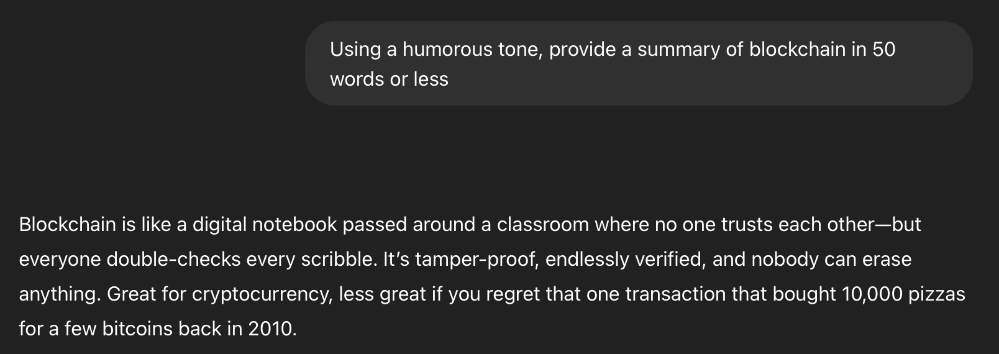 Using a humorous tone, provide a summary of blockchain in 50
words or less
Blockchain is like a digital notebook passed around a classroom where no one trusts each other—but
everyone double-checks every scribble. It’s tamper-proof, endlessly verified, and nobody can erase
anything. Great for cryptocurrency, less great if you regret that one transaction that bought 10,000 pizzas
for a few bitcoins back in 2010.